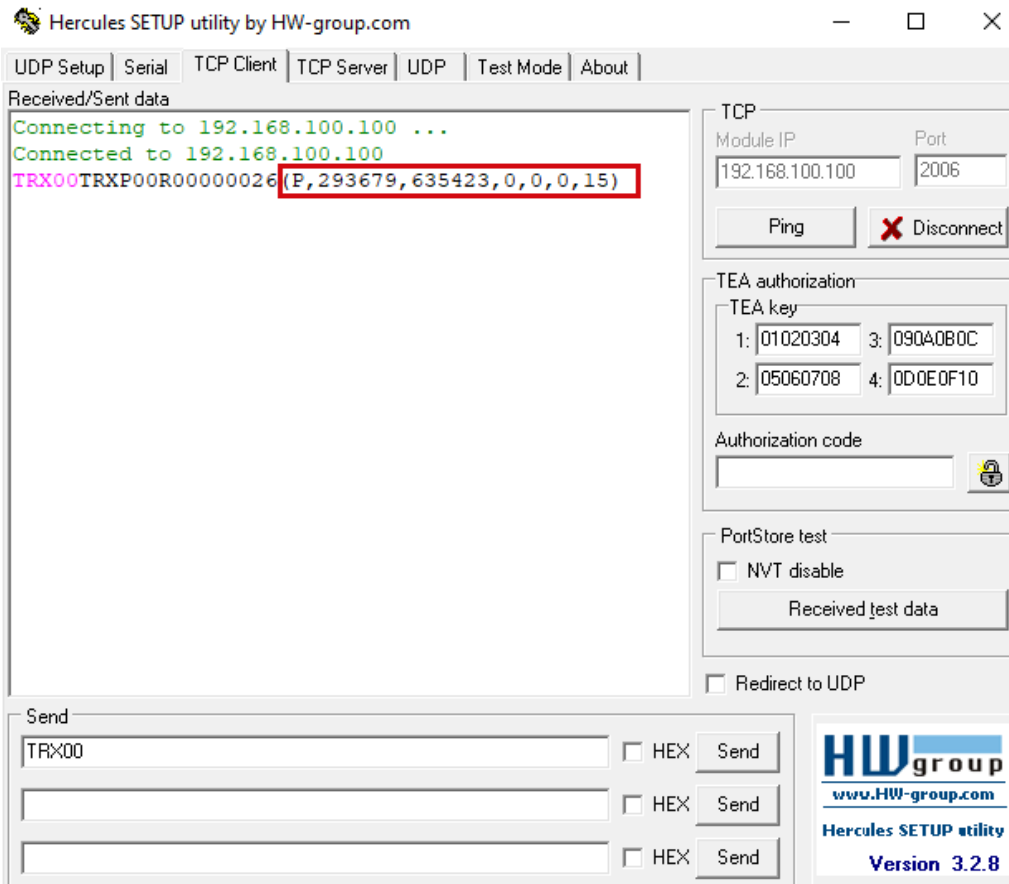 Hercules SETUP utility by HW-group.com
UDP Setup Serial TCP Client TCP Server UDP Test Mode About
Received/Sent data
Connecting to 192.168.100.100 ...
Connected to 192.168.100.100
TRX00TRXP00R00000026(P,293679,635423,0,0,0,15)
TCP
Module IP Port
192.168.100.100 2006
Ping Disconnect
TEA authorization
TEA key
1: 01020304 3: 090A0B0C
2: 05060708 4: 0D0E0F10
Authorization code
PortStore test
NVT disable
Received test data
Redirect to UDP
Send
TRX00 HEX Send
HEX Send
HEX Send
HW group
www.HW-group.com
Hercules SETUP utility
Version 3.2.8